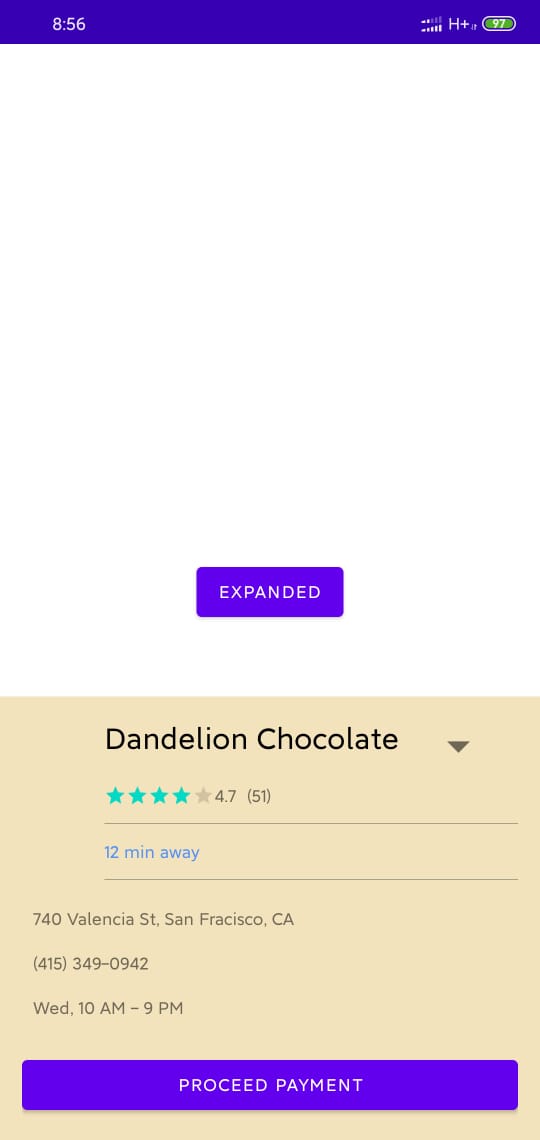 8:56 H+ 97
EXPANDED
Dandelion Chocolate
4.7 (51)
12 min away
740 Valencia St, San Fracisco, CA
(415) 349-0942
Wed, 10 AM – 9 PM
PROCEED PAYMENT